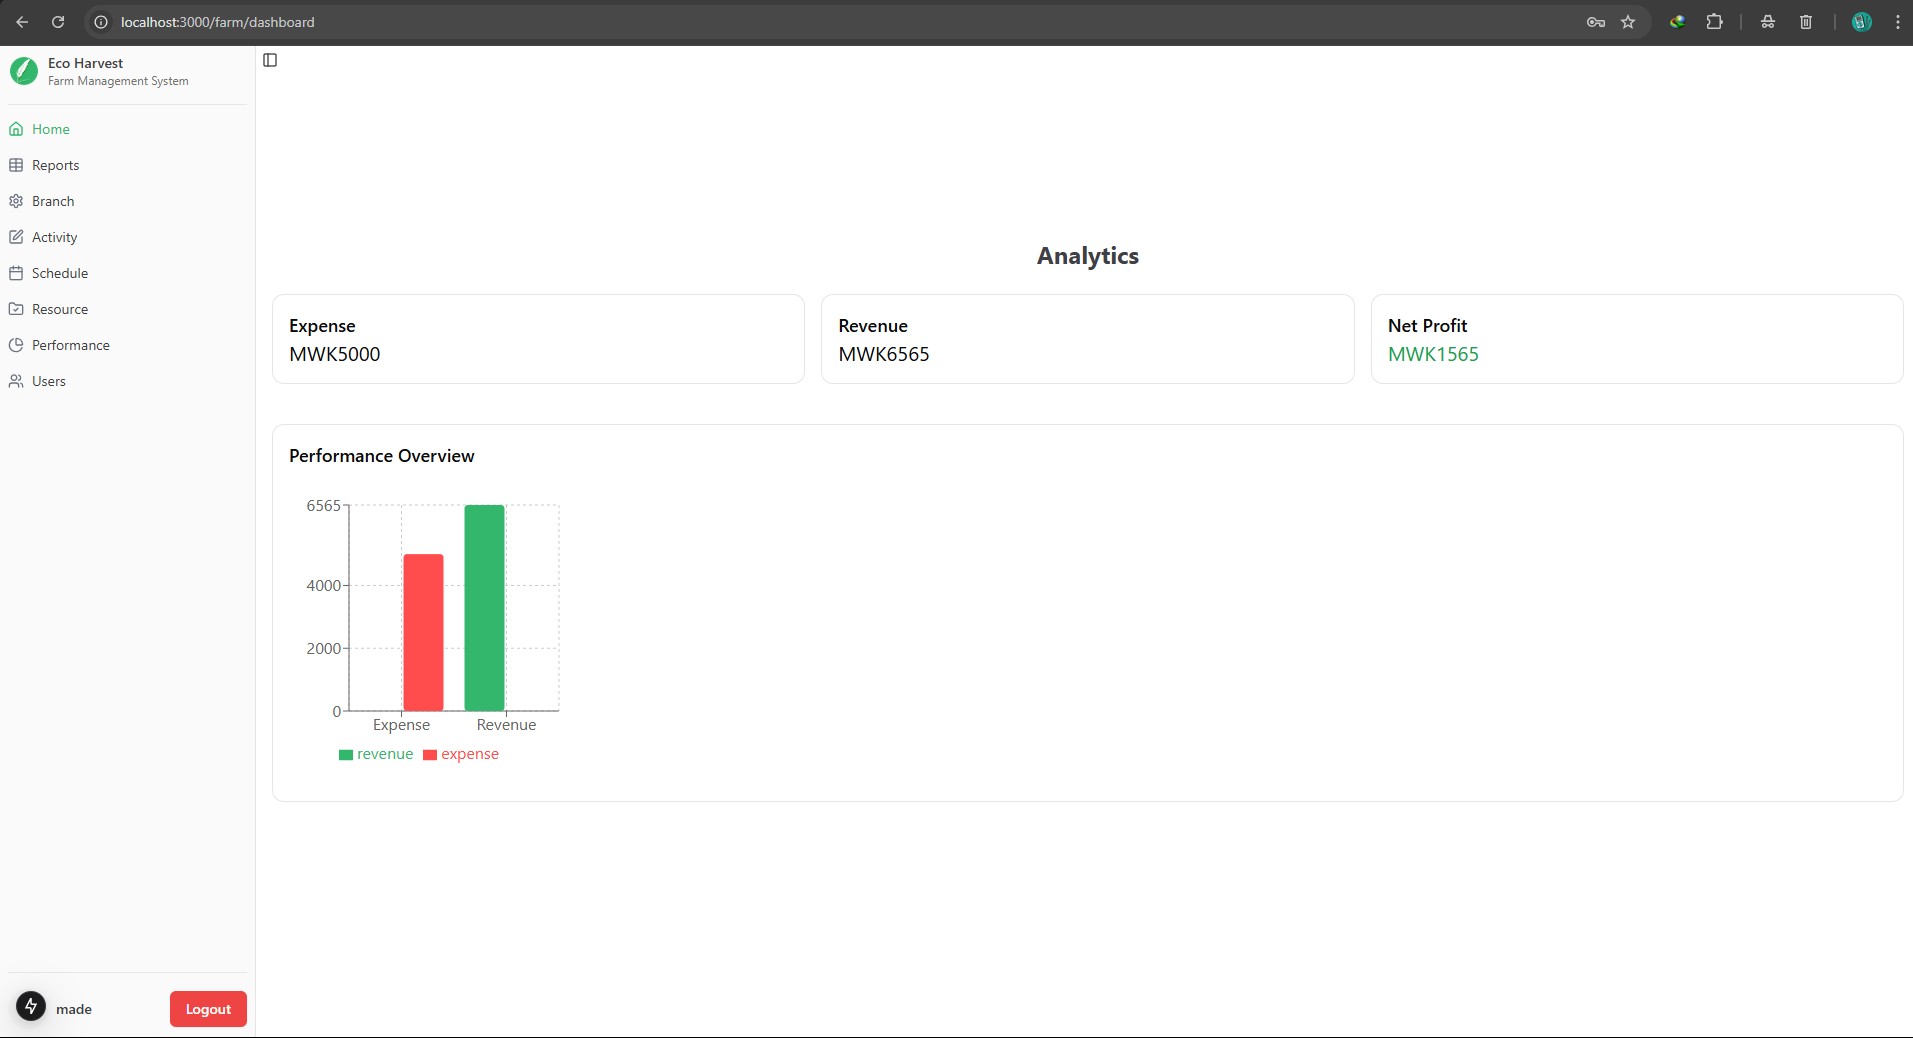 localhost:3000/farm/dashboard
Eco Harvest
Farm Management System
Home
Reports
Branch
Activity
Schedule
Resource
Performance
Users
made
Logout
Analytics
Expense
MWK5000
Revenue
MWK6565
Net Profit
MWK1565
Performance Overview
6565
4000
2000
0
Expense Revenue
revenue expense